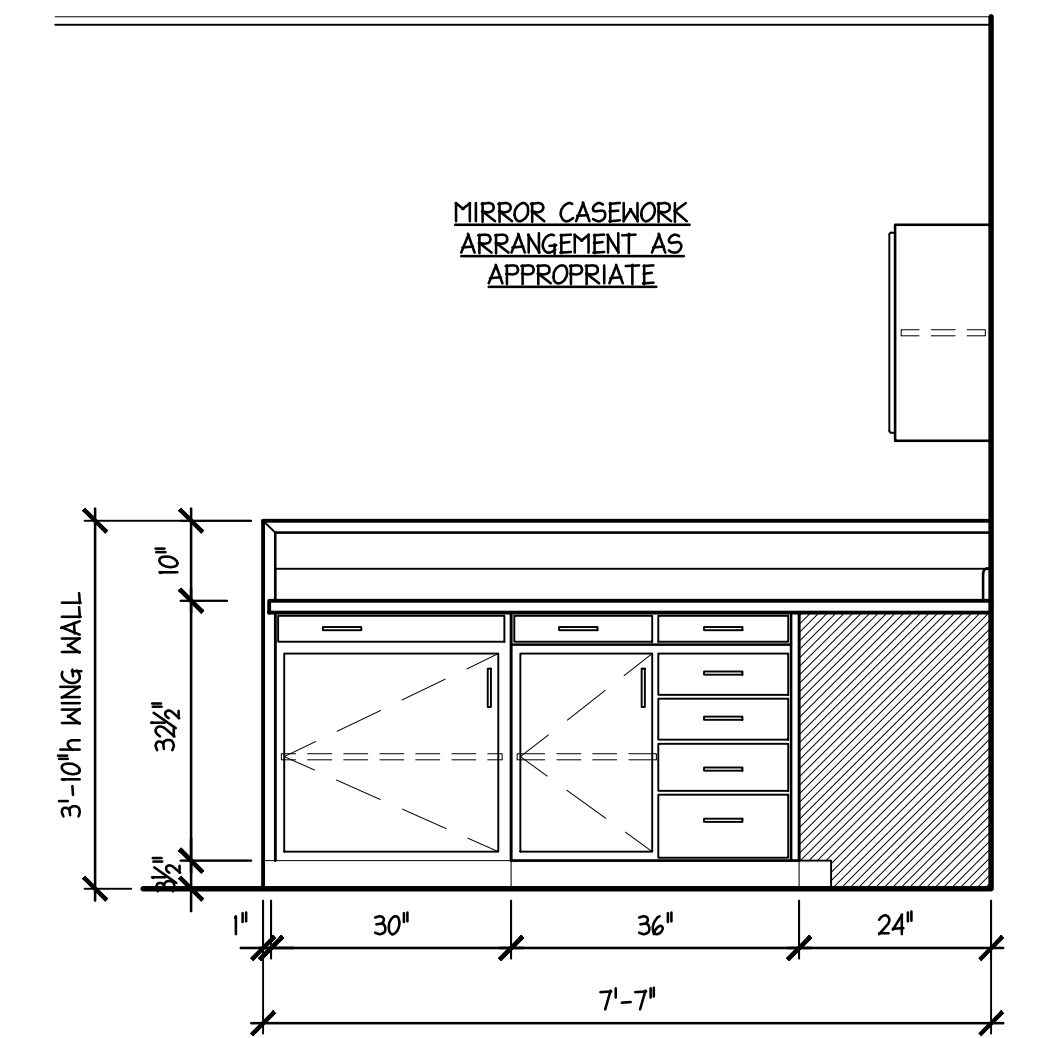 MIRROR CASEWORK
ARRANGEMENT AS
APPROPRIATE
10"
3'-10"h WING WALL
32½"
3½"
1"
30"
36"
24"
7'-7"